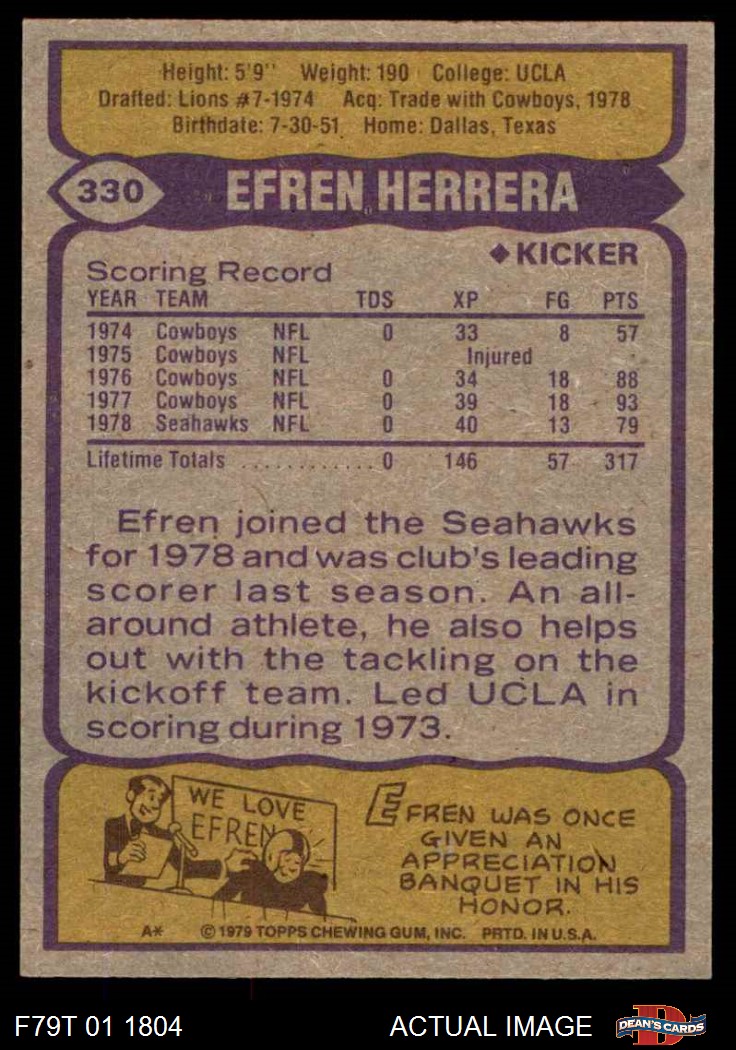 Height: 5'9'' Weight: 190 College: UCLA
Drafted: Lions #7-1974 Acq: Trade with Cowboys, 1978
Birthdate: 7-30-51 Home: Dallas, Texas
330 EFREN HERRERA
◆KICKER
Scoring Record
YEAR TEAM TDS XP FG PTS
1974 Cowboys NFL 0 33 8 57
1975 Cowboys NFL Injured
1976 Cowboys NFL 0 34 18 88
1977 Cowboys NFL 0 39 18 93
1978 Seahawks NFL 0 40 13 79
Lifetime Totals ............ 0 146 57 317
Efren joined the Seahawks
for 1978 and was club's leading
scorer last season. An all-
around athlete, he also helps
out with the tackling on the
kickoff team. Led UCLA in
scoring during 1973.
WE LOVE
EFREN
EFREN WAS ONCE
GIVEN AN
APPRECIATION
BANQUET IN HIS
HONOR.
A* © 1979 TOPPS CHEWING GUM, INC. PRTD. IN U.S.A.
F79T 01 1804 ACTUAL IMAGE D DEAN'S CARDS